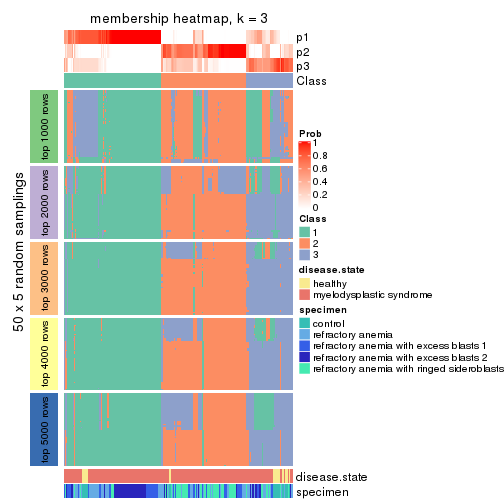 membership heatmap, k = 3
p1
p2
p3
Class
50 x 5 random samplings
top 1000 rows
top 2000 rows
top 3000 rows
top 4000 rows
top 5000 rows
disease.state
specimen
Prob
1
0.8
0.6
0.4
0.2
0
Class
1
2
3
disease.state
healthy
myelodysplastic syndrome
specimen
control
refractory anemia
refractory anemia with excess blasts 1
refractory anemia with excess blasts 2
refractory anemia with ringed sideroblasts